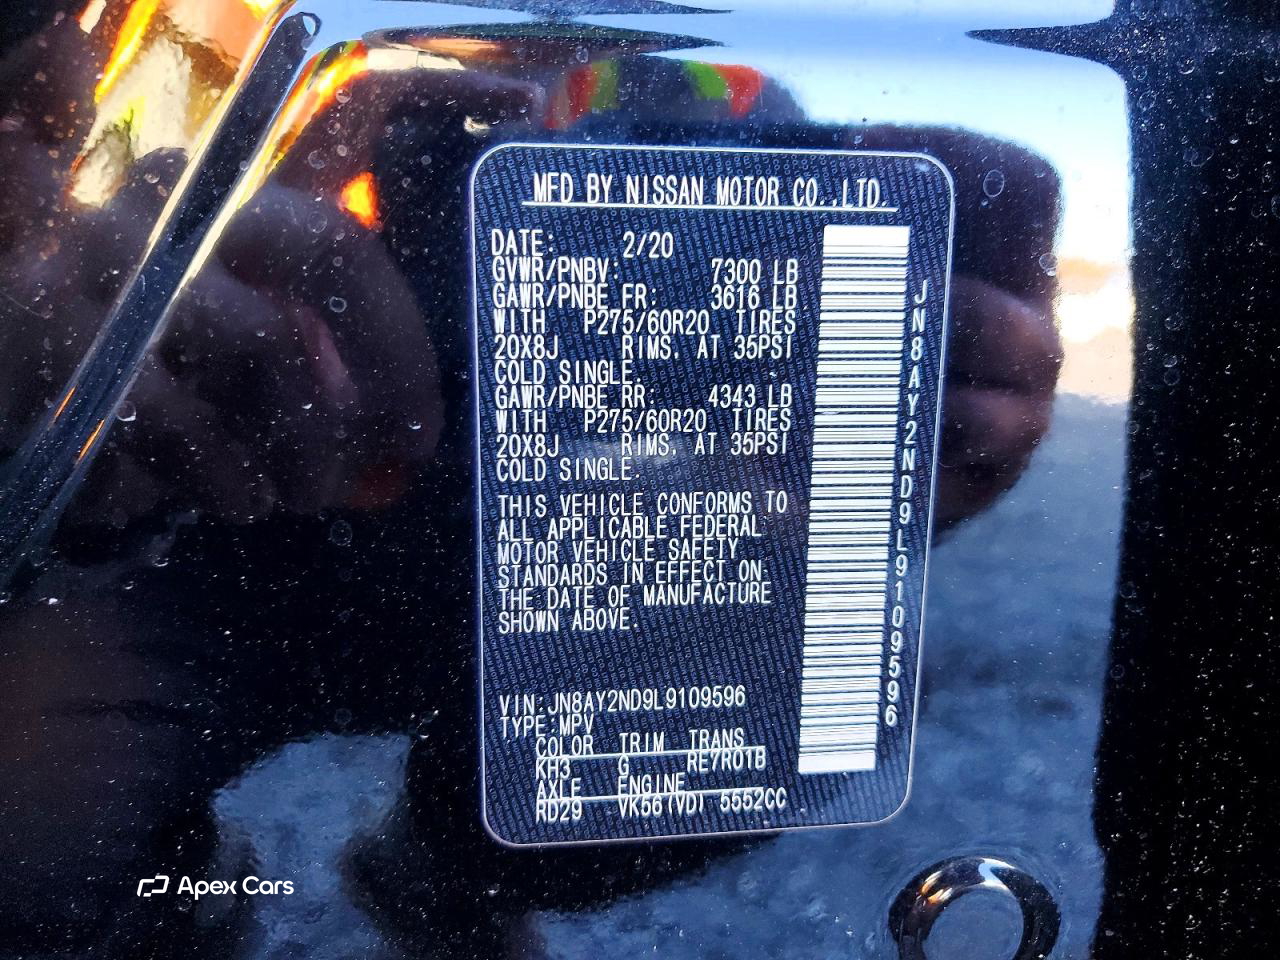 MFD BY NISSAN MOTOR CO.,LTD.
DATE: 2/20
GVWR/PNBV: 7300 LB
GAWR/PNBE FR: 3616 LB
WITH P275/60R20 TIRES
20X8J RIMS. AT 35PSI
COLD SINGLE.
GAWR/PNBE RR: 4343 LB
WITH P275/60R20 TIRES
20X8J RIMS. AT 35PSI
COLD SINGLE.
THIS VEHICLE CONFORMS TO
ALL APPLICABLE FEDERAL
MOTOR VEHICLE SAFETY
STANDARDS IN EFFECT ON
THE DATE OF MANUFACTURE
SHOWN ABOVE.
VIN:JN8AY2ND9L9109596
TYPE:MPV
COLOR TRIM TRANS
KH3 G RE7R01B
AXLE ENGINE
RD29 VK56(VD) 5552CC
JN8AY2ND9L9109596
Apex Cars